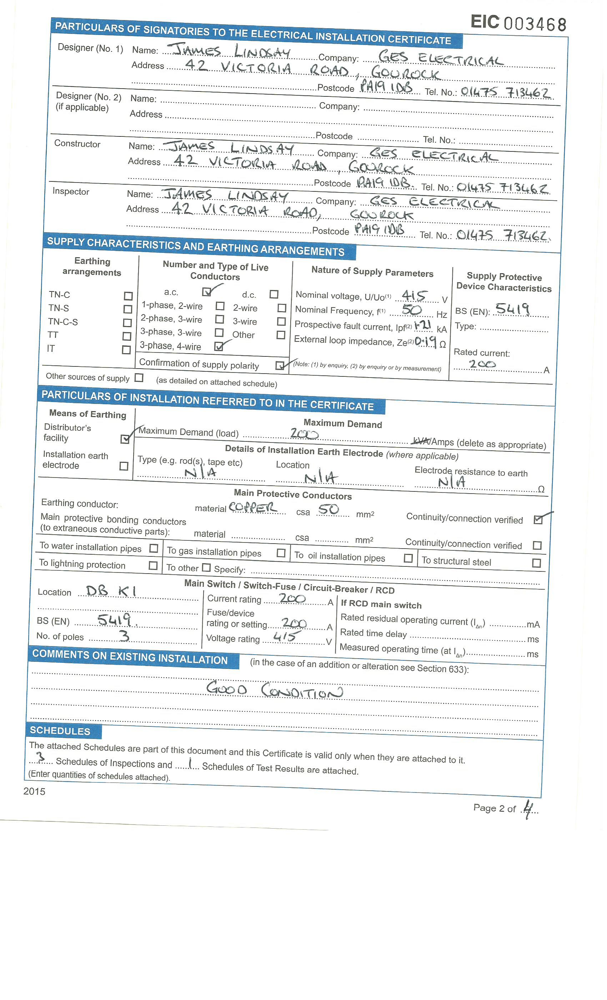 EIC 003468
PARTICULARS OF SIGNATORIES TO THE ELECTRICAL INSTALLATION CERTIFICATE
Designer (No. 1) Name: JAMES LINDSAY Company: GES ELECTRICAL
Address 42 VICTORIA ROAD, GOUROCK
Postcode PA19 1DB Tel. No.: 01475 713462
Designer (No. 2) Name: Company:
(if applicable) Address
Postcode Tel. No.:
Constructor Name: JAMES LINDSAY Company: GES ELECTRICAL
Address 42 VICTORIA ROAD, GOUROCK
Postcode PA19 1DB. Tel. No.: 01475 713462
Inspector Name: JAMES LINDSAY Company: GES ELECTRICAL
Address 42 VICTORIA ROAD, GOUROCK
Postcode PA19 1DB Tel. No.: 01475 713462.
SUPPLY CHARACTERISTICS AND EARTHING ARRANGEMENTS
Earthing
arrangements
TN-C
TN-S
TN-C-S
TT
IT
Number and Type of Live
Conductors
a.c. d.c.
1-phase, 2-wire 2-wire
2-phase, 3-wire 3-wire
3-phase, 3-wire Other
3-phase, 4-wire
Confirmation of supply polarity
Nature of Supply Parameters
Nominal voltage, U/Uo(1) 415 V
Nominal Frequency, f(1) 50 Hz
Prospective fault current, Ipf(2) 1.21 kA
External loop impedance, Ze(2) 0.19 Ω
(Note: (1) by enquiry, (2) by enquiry or by measurement)
Supply Protective
Device Characteristics
BS (EN): 5419
Type:
Rated current:
200 A
Other sources of supply (as detailed on attached schedule)
PARTICULARS OF INSTALLATION REFERRED TO IN THE CERTIFICATE
Means of Earthing
Distributor's
facility
Installation earth
electrode
Maximum Demand
Maximum Demand (load) 200 kVA/Amps (delete as appropriate)
Details of Installation Earth Electrode (where applicable)
Type (e.g. rod(s), tape etc) Location Electrode resistance to earth
N/A N/A N/A Ω
Main Protective Conductors
Earthing conductor: material COPPER csa 50 mm2 Continuity/connection verified
Main protective bonding conductors
(to extraneous conductive parts): material csa mm2 Continuity/connection verified
To water installation pipes To gas installation pipes To oil installation pipes To structural steel
To lightning protection To other Specify:
Main Switch / Switch-Fuse / Circuit-Breaker / RCD
Location DB K1
BS (EN) 5419.
No. of poles 3
Current rating 200 A
Fuse/device
rating or setting 200 A
Voltage rating 415 V
If RCD main switch
Rated residual operating current (IΔn) mA
Rated time delay ms
Measured operating time (at IΔn) ms
COMMENTS ON EXISTING INSTALLATION (in the case of an addition or alteration see Section 633):
GOOD CONDITION
SCHEDULES
The attached Schedules are part of this document and this Certificate is valid only when they are attached to it.
3 Schedules of Inspections and 1 Schedules of Test Results are attached.
(Enter quantities of schedules attached).
2015
Page 2 of 4